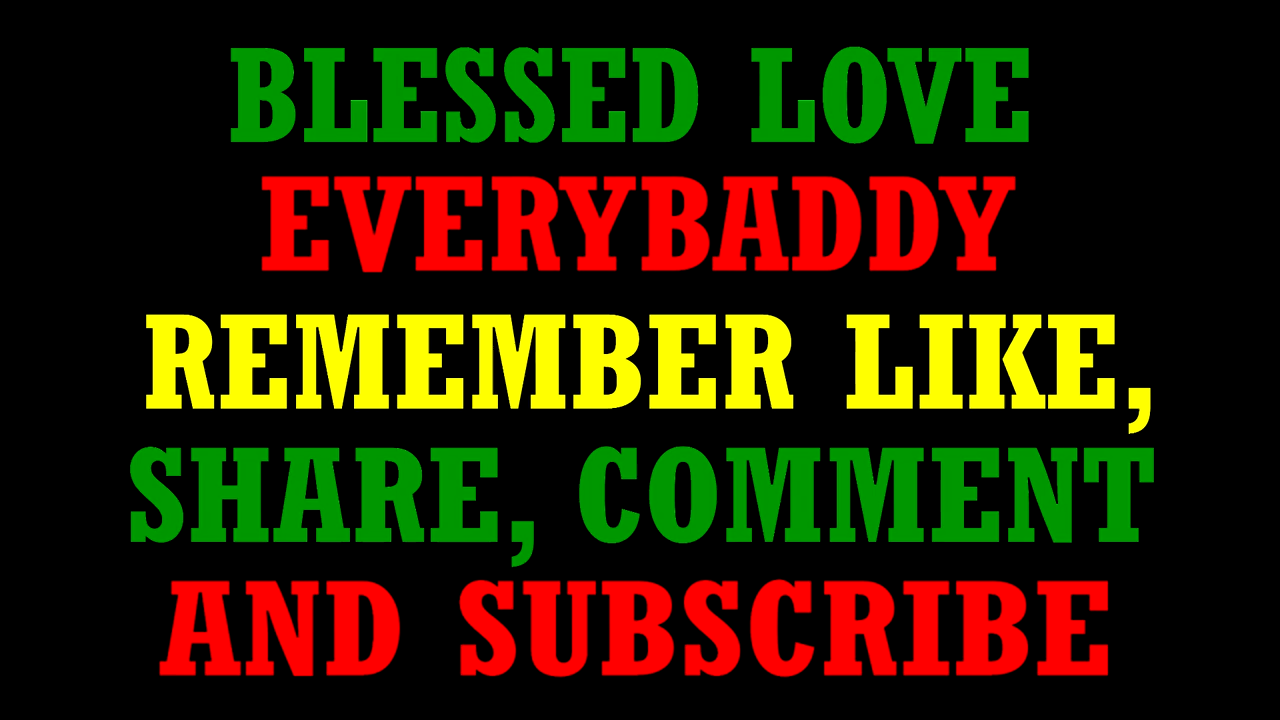 BLESSED LOVE
EVERYBADDY
REMEMBER LIKE,
SHARE, COMMENT
AND SUBSCRIBE